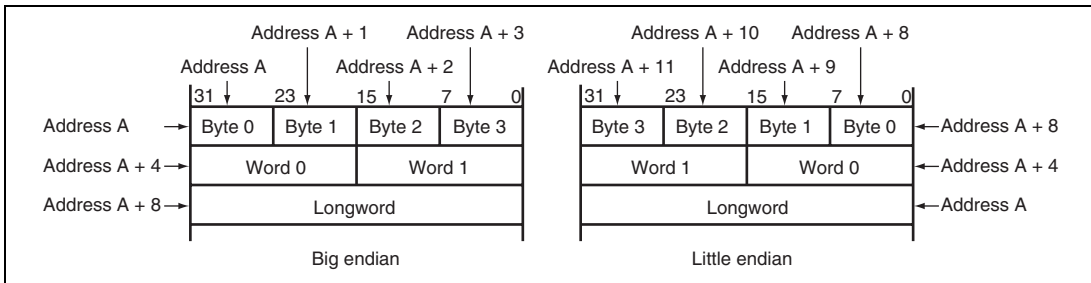 Address A + 1 Address A + 3 Address A + 10 Address A + 8
Address A Address A + 2 Address A + 11 Address A + 9
31 23 15 7 0 31 23 15 7 0
Address A Byte 0 Byte 1 Byte 2 Byte 3 Byte 3 Byte 2 Byte 1 Byte 0 Address A + 8
Address A + 4 Word 0 Word 1 Word 1 Word 0 Address A + 4
Address A + 8 Longword Longword Address A
Big endian Little endian